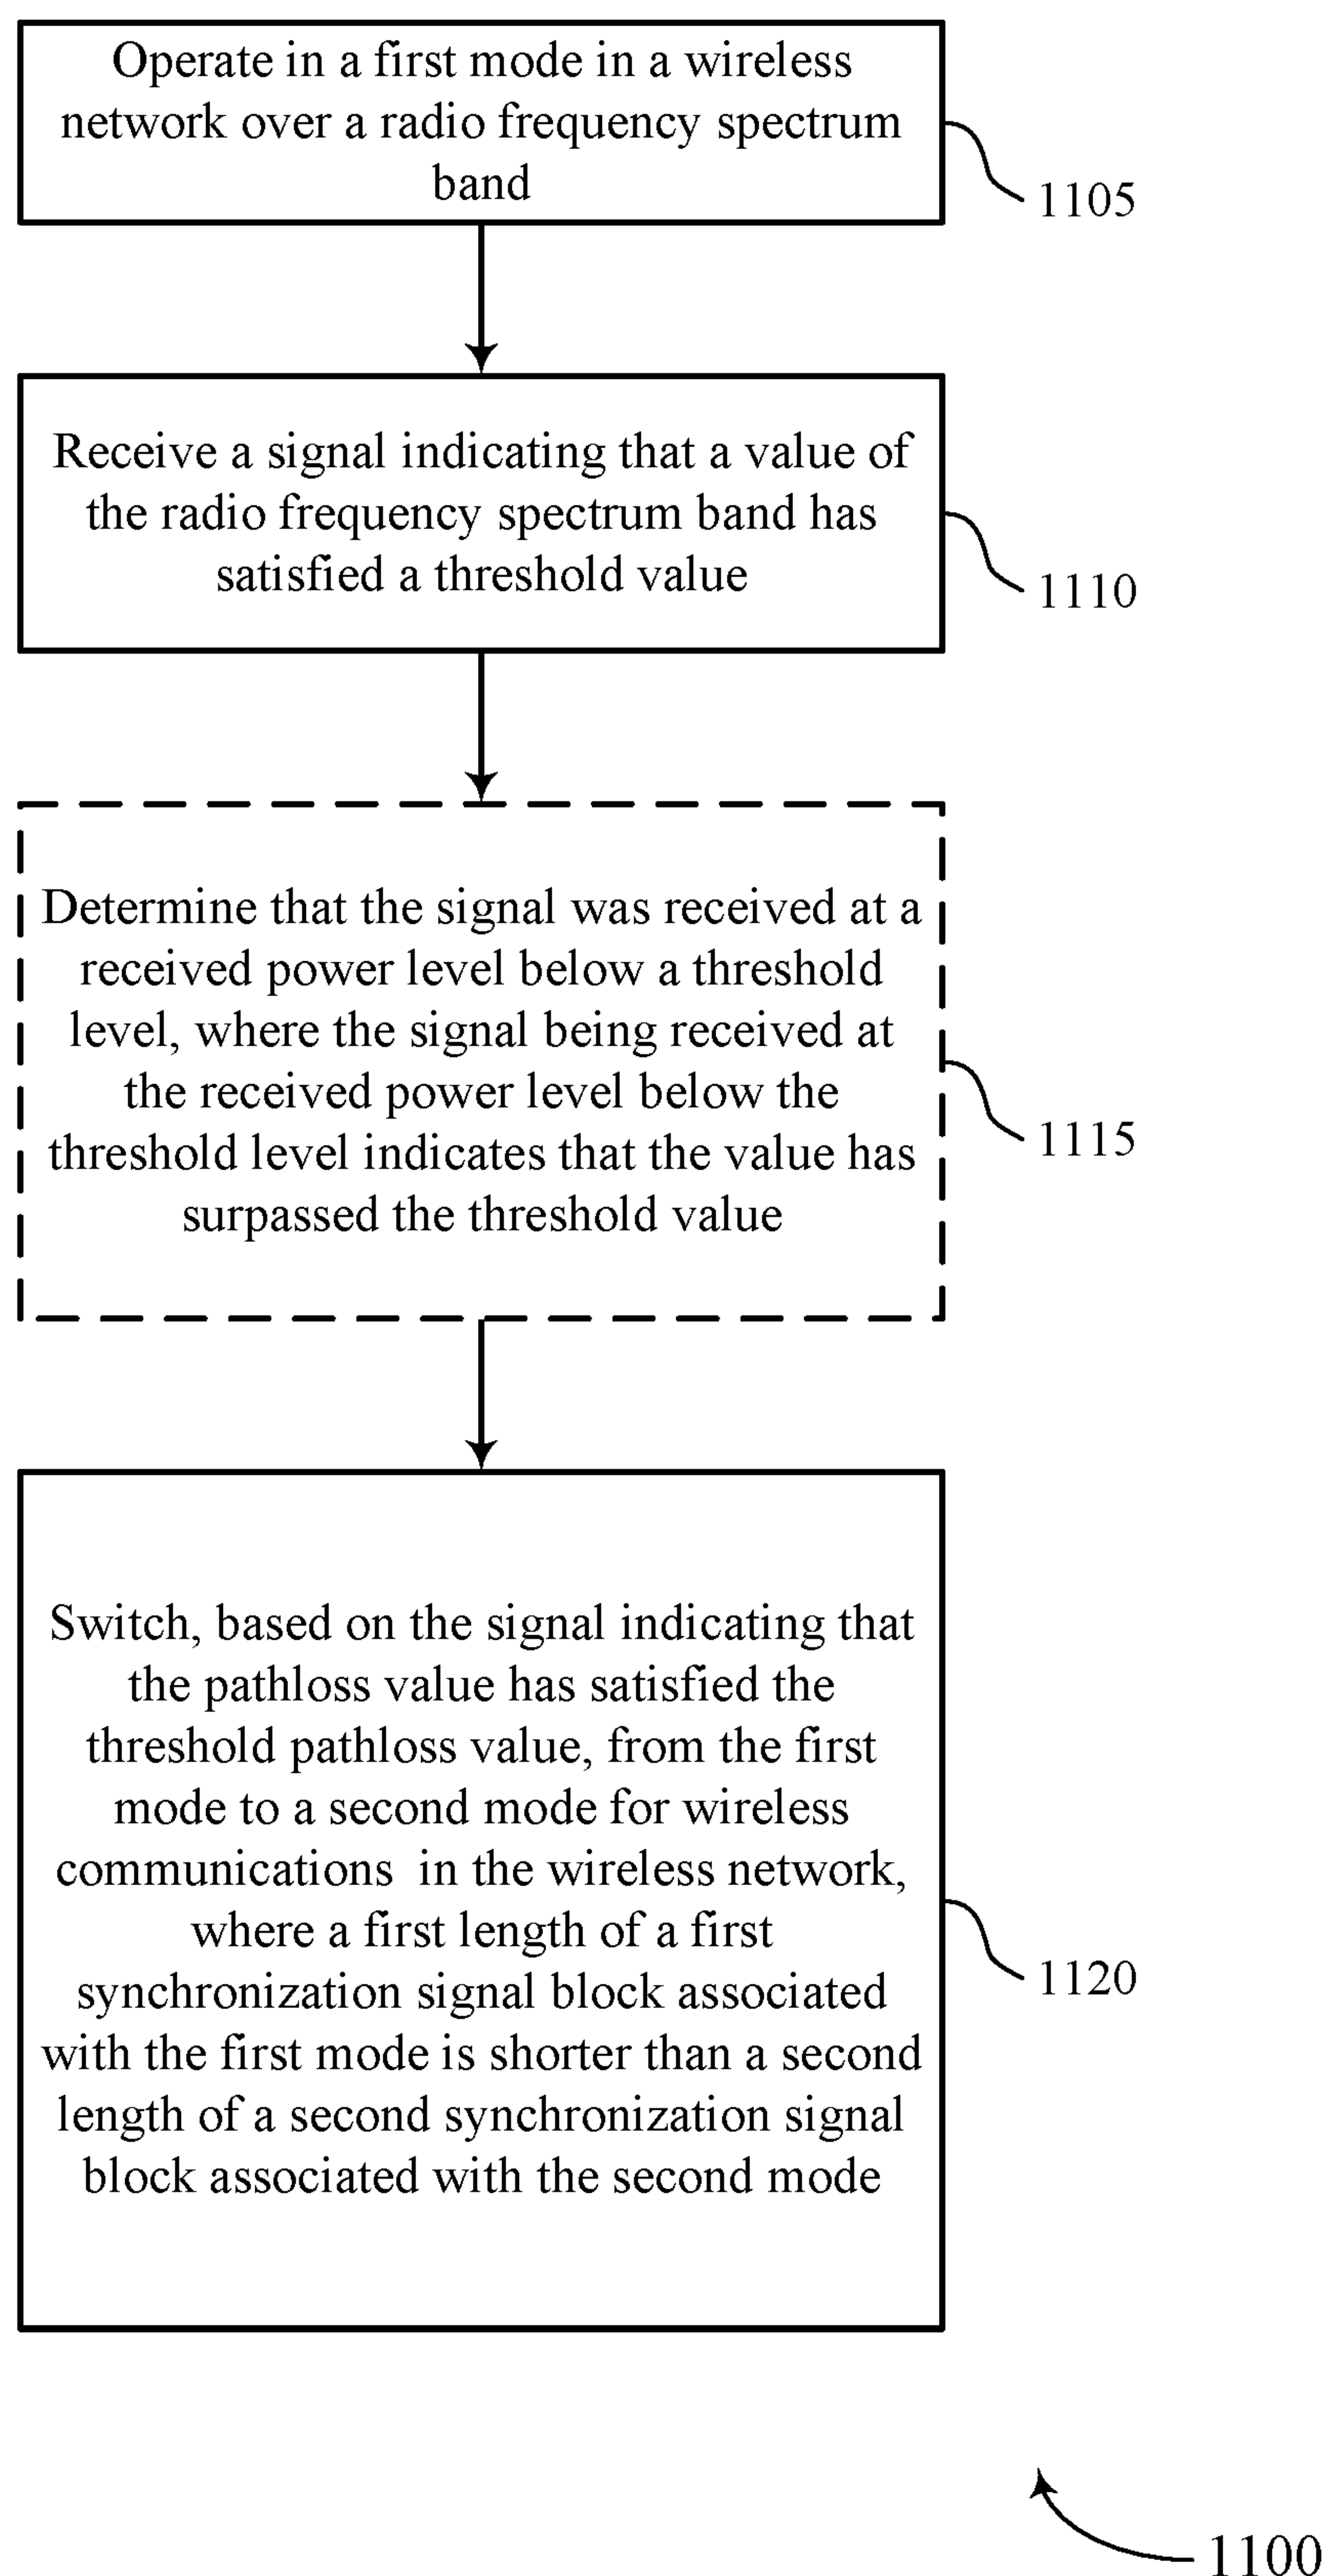 Operate in a first mode in a wireless
network over a radio frequency spectrum
band
1105
Receive a signal indicating that a value of
the radio frequency spectrum band has
satisfied a threshold value
1110
Determine that the signal was received at a
received power level below a threshold
level, where the signal being received at
the received power level below the
threshold level indicates that the value has
surpassed the threshold value
1115
Switch, based on the signal indicating that
the pathloss value has satisfied the
threshold pathloss value, from the first
mode to a second mode for wireless
communications  in the wireless network,
where a first length of a first
synchronization signal block associated
with the first mode is shorter than a second
length of a second synchronization signal
block associated with the second mode
1120
1100